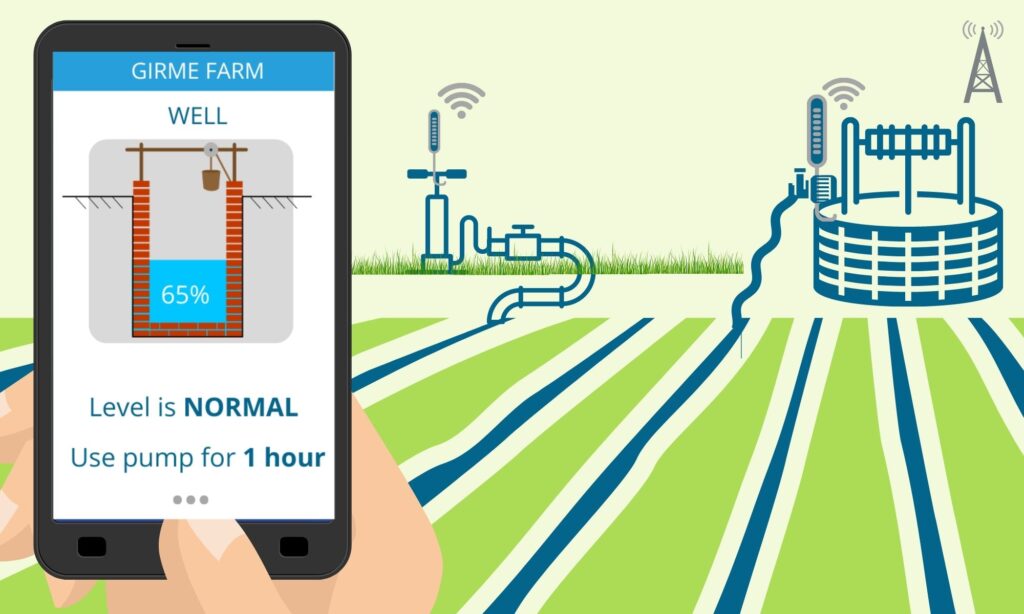 GIRME FARM
WELL
65%
Level is NORMAL
Use pump for 1 hour